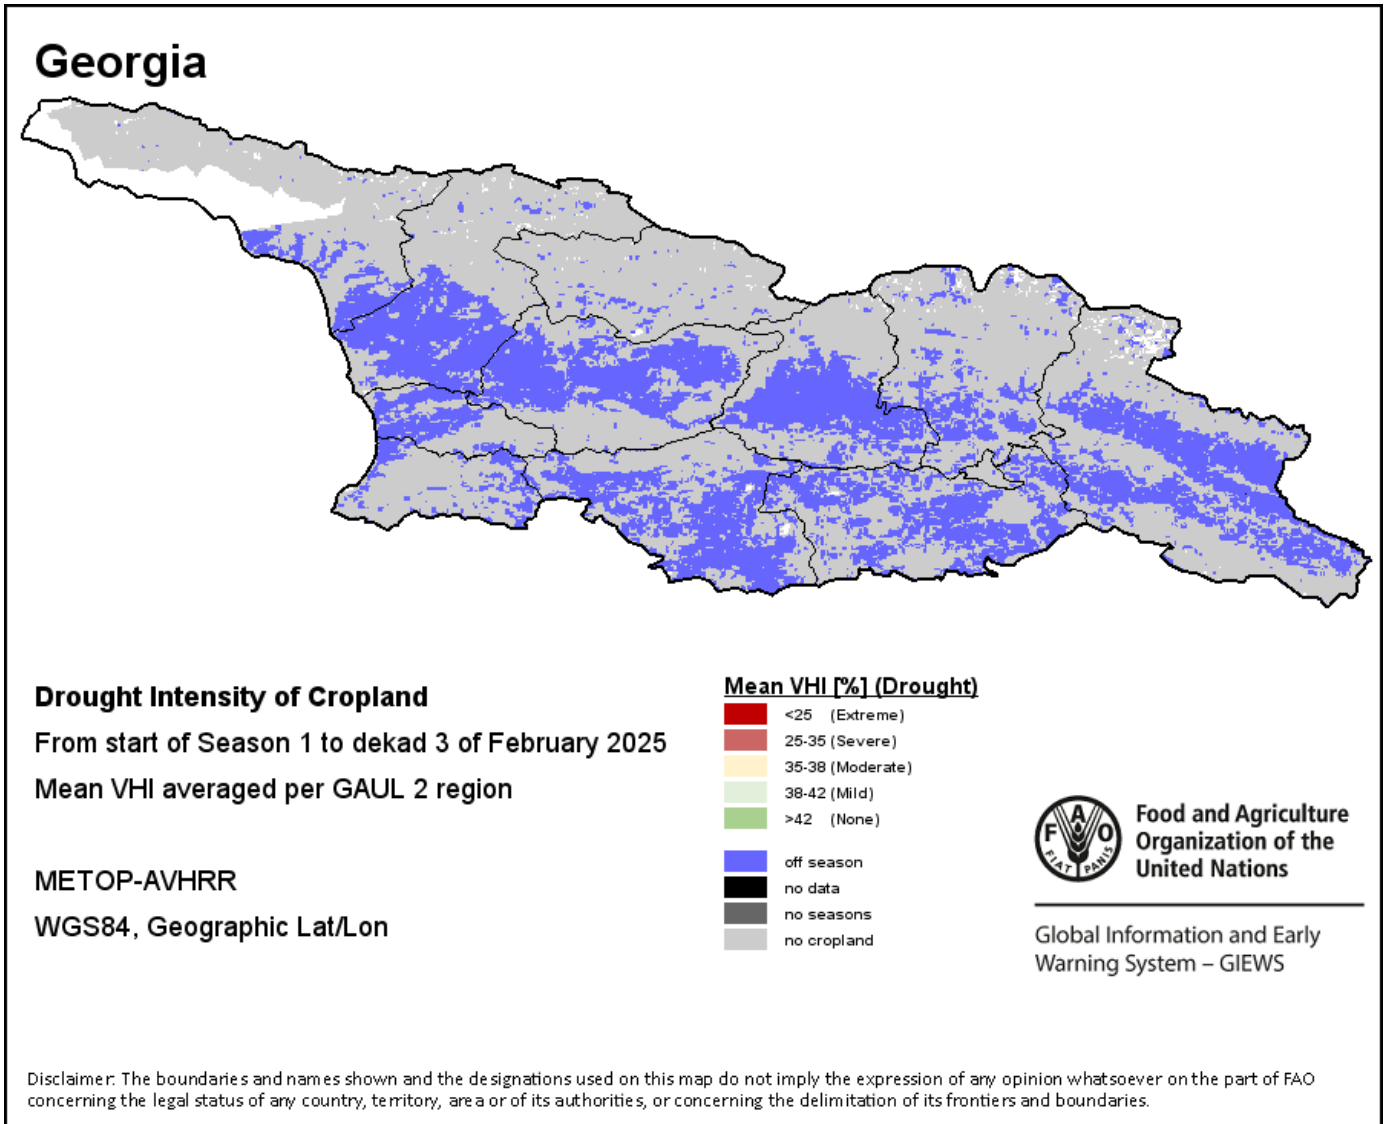 Georgia
Drought Intensity of Cropland
From start of Season 1 to dekad 3 of February 2025
Mean VHI averaged per GAUL 2 region
METOP-AVHRR
WGS84, Geographic Lat/Lon
Mean VHI [%] (Drought)
<25 (Extreme)
25-35 (Severe)
35-38 (Moderate)
38-42 (Mild)
>42 (None)
off season
no data
no seasons
no cropland
F A O
FIAT PANIS
Food and Agriculture
Organization of the
United Nations
Global Information and Early
Warning System – GIEWS
Disclaimer: The boundaries and names shown and the designations used on this map do not imply the expression of any opinion whatsoever on the part of FAO
concerning the legal status of any country, territory, area or of its authorities, or concerning the delimitation of its frontiers and boundaries.